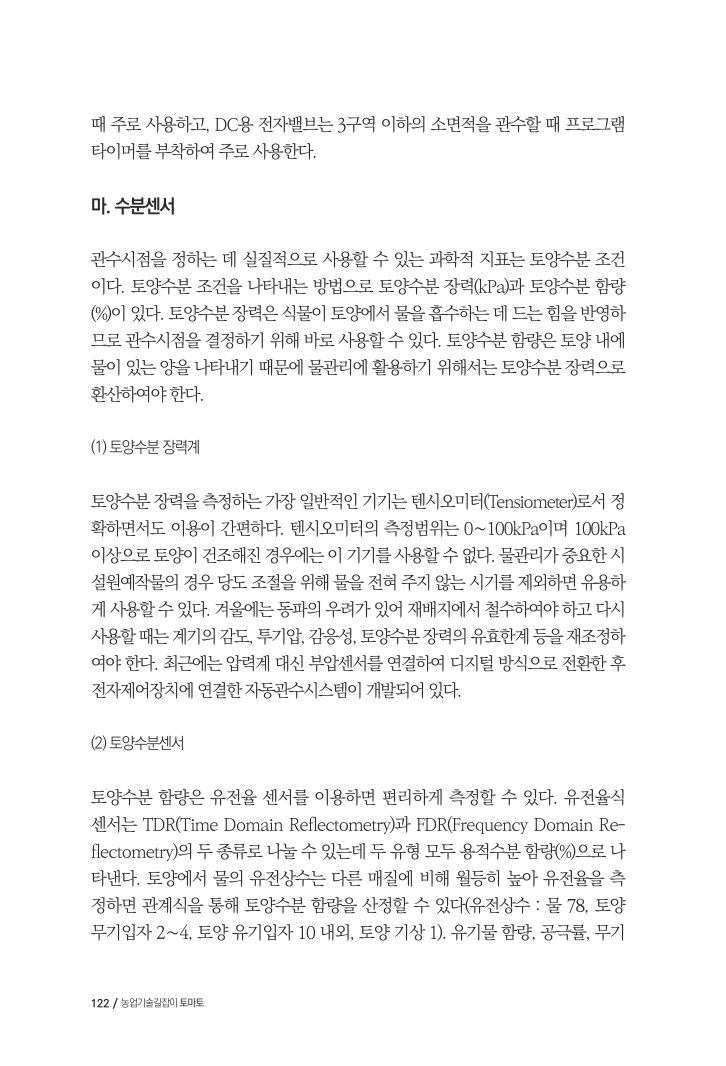 때 주로 사용하고, DC용 전자밸브는 3구역 이하의 소면적을 관수할 때 프로그램
타이머를 부착하여 주로 사용한다.
마. 수분센서
관수시점을 정하는 데 실질적으로 사용할 수 있는 과학적 지표는 토양수분 조건
이다. 토양수분 조건을 나타내는 방법으로 토양수분 장력(kPa)과 토양수분 함량
(%)이 있다. 토양수분 장력은 식물이 토양에서 물을 흡수하는 데 드는 힘을 반영하
므로 관수시점을 결정하기 위해 바로 사용할 수 있다. 토양수분 함량은 토양 내에
물이 있는 양을 나타내기 때문에 물관리에 활용하기 위해서는 토양수분 장력으로
환산하여야 한다.
(1) 토양수분 장력계
토양수분 장력을 측정하는 가장 일반적인 기기는 텐시오미터(Tensiometer)로서 정
확하면서도 이용이 간편하다. 텐시오미터의 측정범위는 0~100kPa이며 100kPa
이상으로 토양이 건조해진 경우에는 이 기기를 사용할 수 없다. 물관리가 중요한 시
설원예작물의 경우 당도 조절을 위해 물을 전혀 주지 않는 시기를 제외하면 유용하
게 사용할 수 있다. 겨울에는 동파의 우려가 있어 재배지에서 철수하여야 하고 다시
사용할 때는 계기의 감도, 투기압, 감응성, 토양수분 장력의 유효한계 등을 재조정하
여야 한다. 최근에는 압력계 대신 부압센서를 연결하여 디지털 방식으로 전환한 후
전자제어장치에 연결한 자동관수시스템이 개발되어 있다.
(2) 토양수분센서
토양수분 함량은 유전율 센서를 이용하면 편리하게 측정할 수 있다. 유전율식
센서는 TDR(Time Domain Reflectometry)과 FDR(Frequency Domain Re-
flectometry)의 두 종류로 나눌 수 있는데 두 유형 모두 용적수분 함량(%)으로 나
타낸다. 토양에서 물의 유전상수는 다른 매질에 비해 월등히 높아 유전율을 측
정하면 관계식을 통해 토양수분 함량을 산정할 수 있다(유전상수 : 물 78, 토양
무기입자 2~4, 토양 유기입자 10 내외, 토양 기상 1). 유기물 함량, 공극률, 무기
122 / 농업기술길잡이 토마토